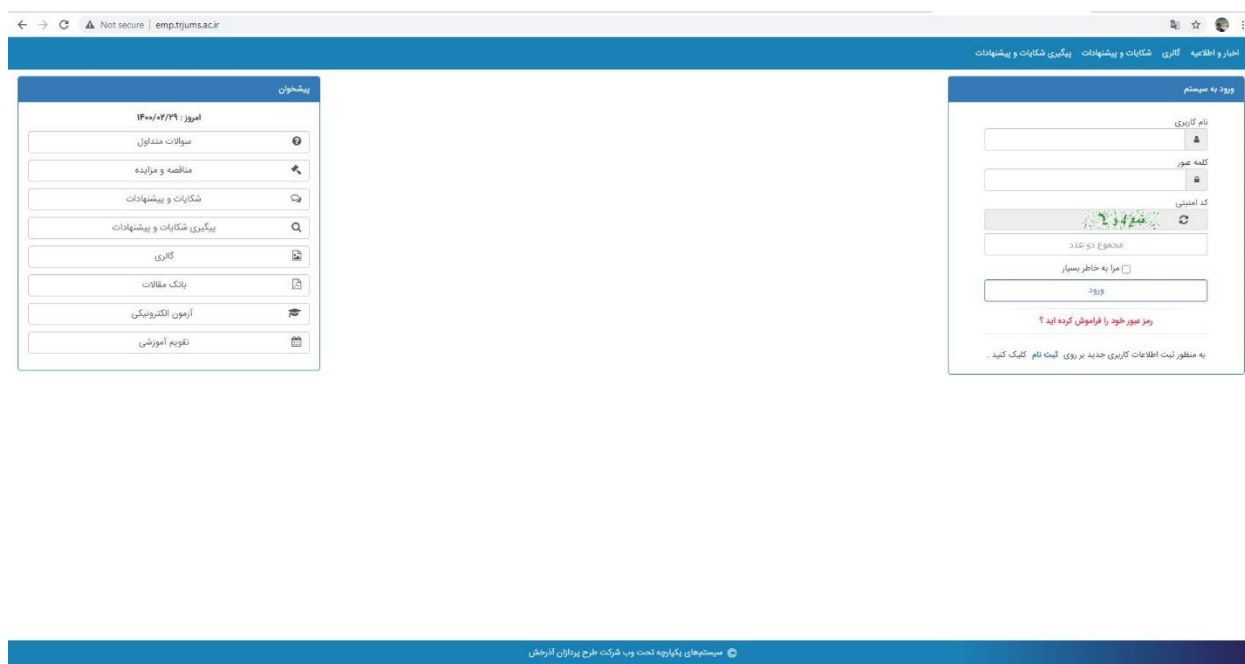 Not secure | emp.trjums.ac.ir
اخبار و اطلاعیه گالری شکایات و پیشنهادات پیگیری شکایات و پیشنهادات
ورود به سیستم
نام کاربری
کلمه عبور
کد امنیتی
مجموع دو عدد
مرا به خاطر بسپار
ورود
رمز عبور خود را فراموش کرده اید ؟
به منظور ثبت اطلاعات کاربری جدید بر روی ثبت نام کلیک کنید .
پیشخوان
امروز : ۱۴۰۰/۰۲/۲۹
سوالات متداول
مناقصه و مزایده
شکایات و پیشنهادات
پیگیری شکایات و پیشنهادات
گالری
بانک مقالات
آزمون الکترونیکی
تقویم آموزشی
© سیستم‌های یکپارچه تحت وب شرکت طرح پردازان آذرخش